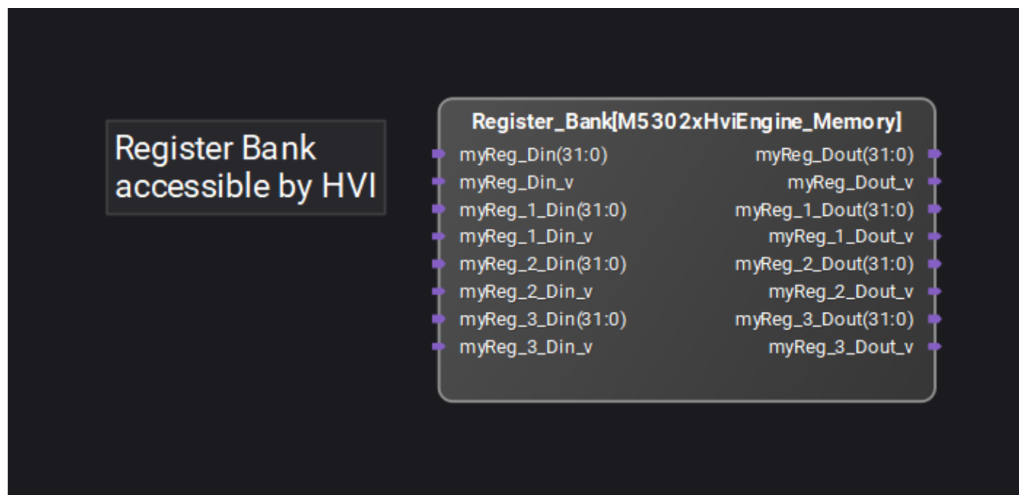 Register Bank
accessible by HVI
Register_Bank[M5302xHviEngine_Memory]
myReg_Din(31:0) myReg_Dout(31:0)
myReg_Din_v myReg_Dout_v
myReg_1_Din(31:0) myReg_1_Dout(31:0)
myReg_1_Din_v myReg_1_Dout_v
myReg_2_Din(31:0) myReg_2_Dout(31:0)
myReg_2_Din_v myReg_2_Dout_v
myReg_3_Din(31:0) myReg_3_Dout(31:0)
myReg_3_Din_v myReg_3_Dout_v